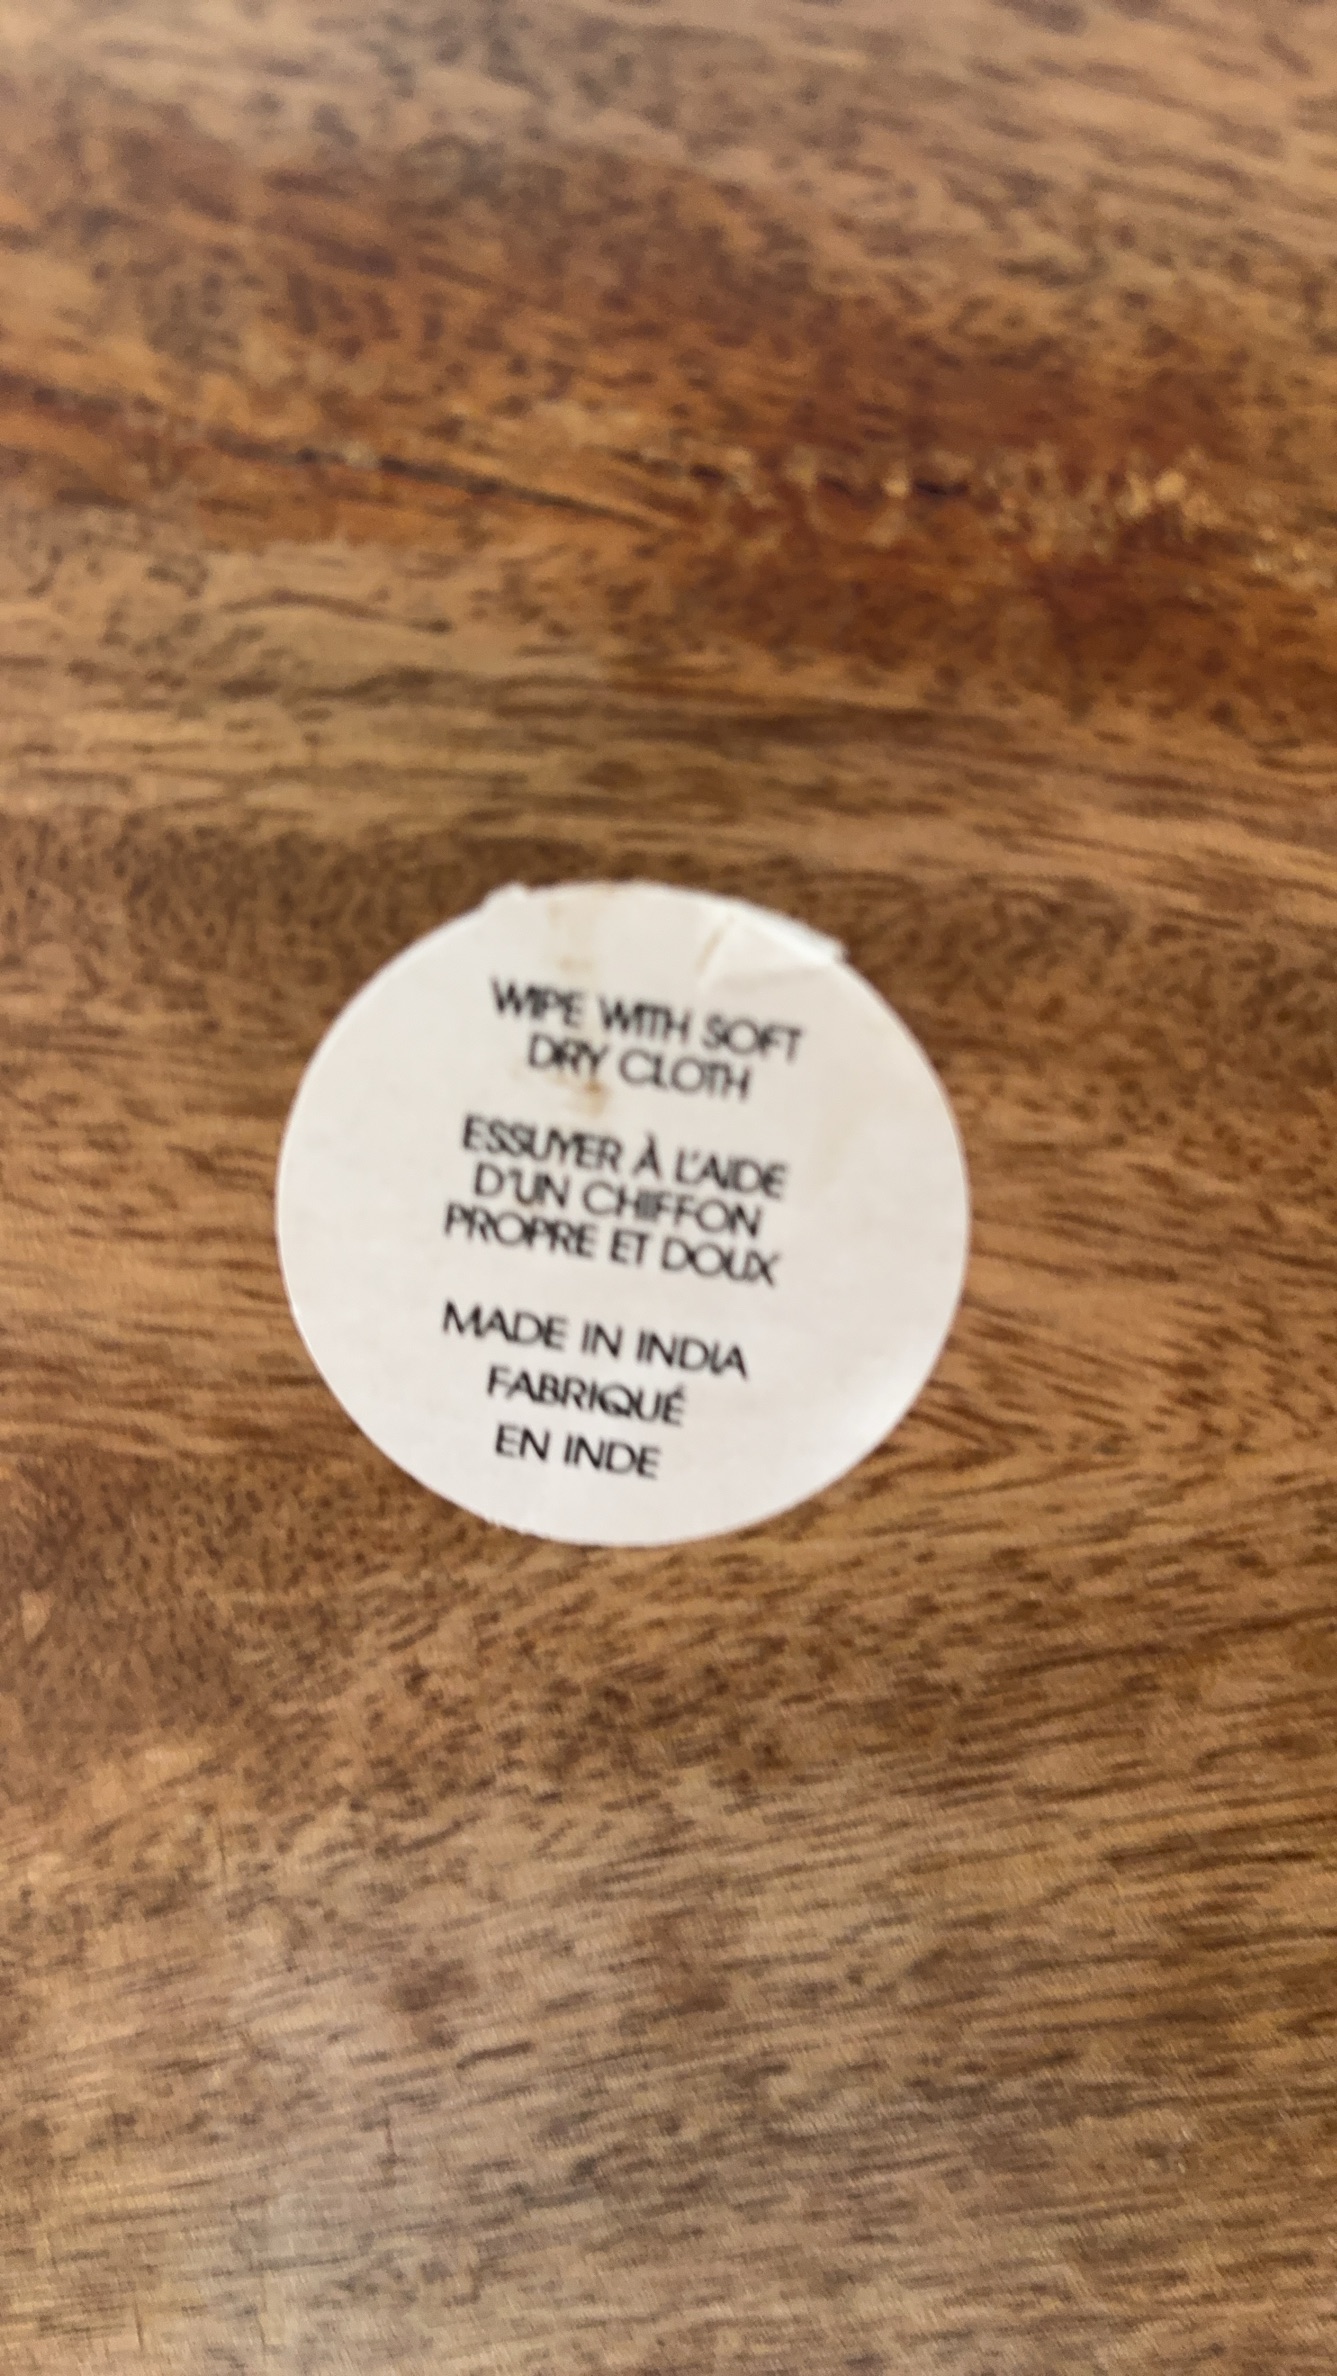 WIPE WITH SOFT
DRY CLOTH
ESSUYER À L'AIDE
D'UN CHIFFON
PROPRE ET DOUX
MADE IN INDIA
FABRIQUÉ
EN INDE